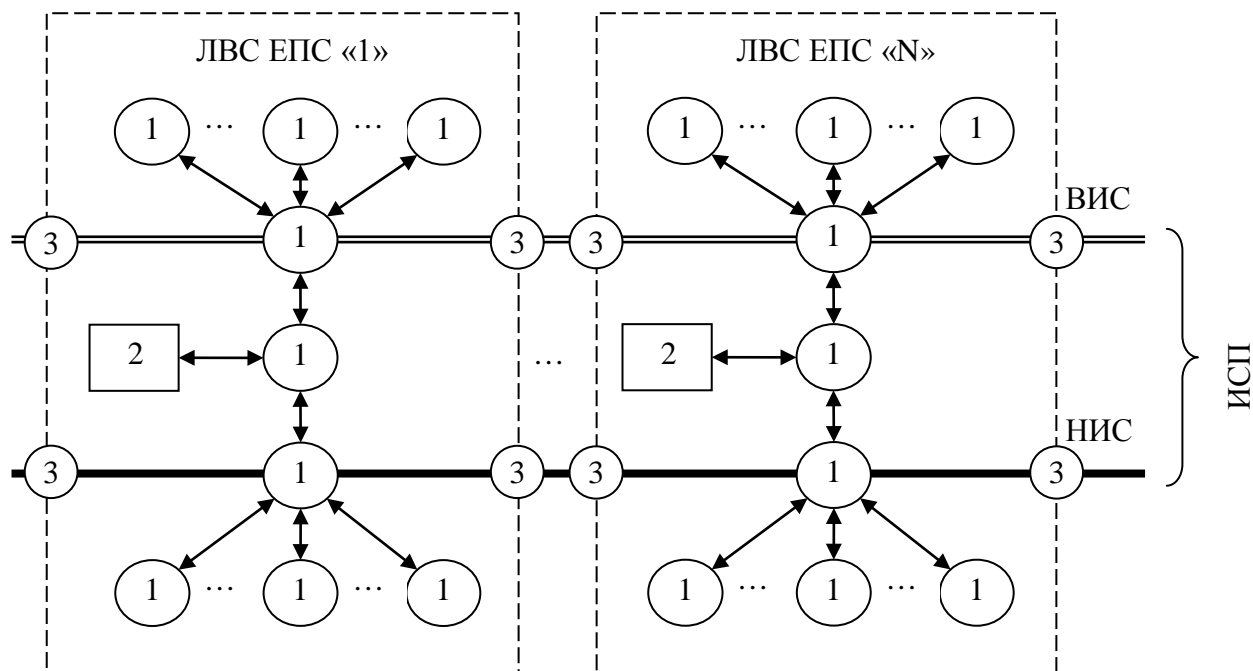 ЛВС ЕПС «1» ЛВС ЕПС «N»
1 … 1 … 1 1 … 1 … 1
ВИС
3 1 3 3 1 3
2 1 … 2 1
ИСП
НИС
3 1 3 3 1 3
1 … 1 … 1 1 … 1 … 1